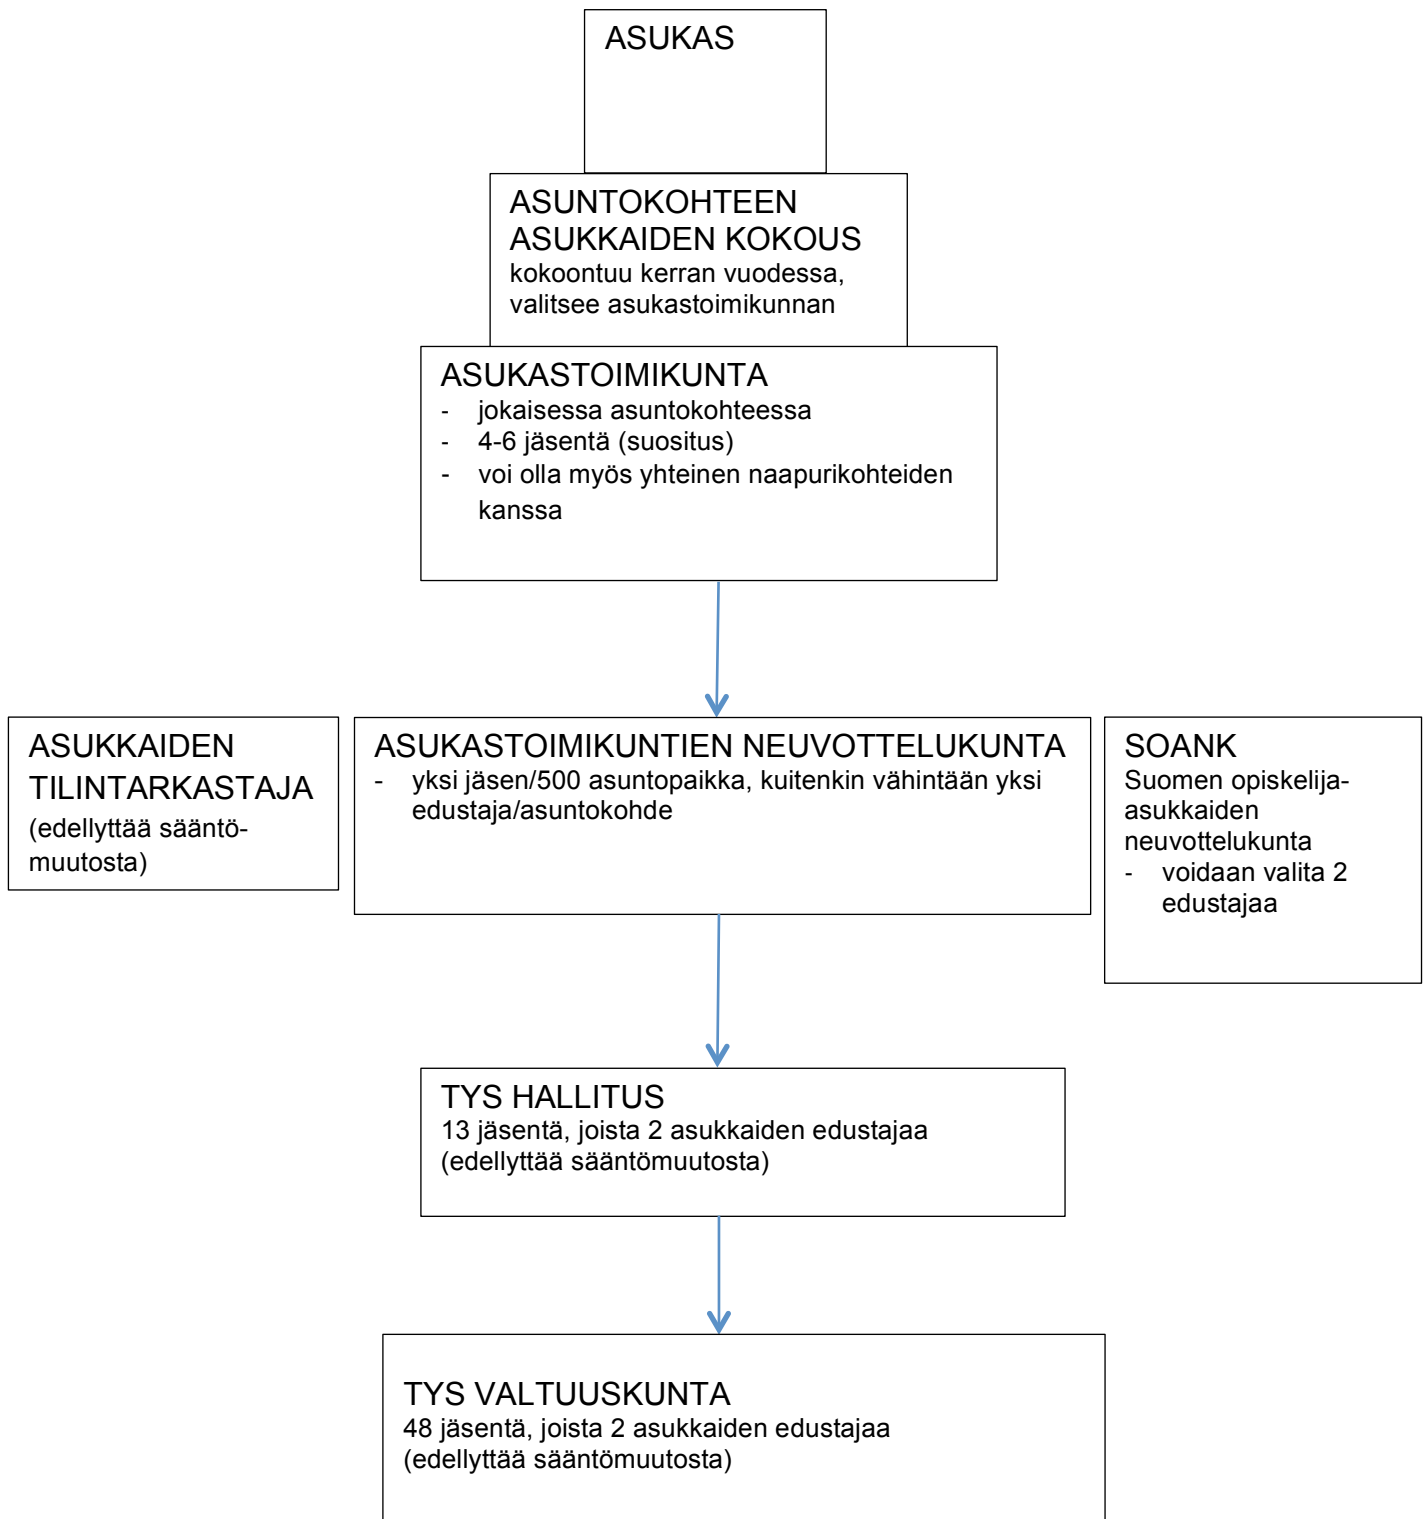 ASUKAS
ASUNTOKOHTEEN
ASUKKAIDEN KOKOUS
kokoontuu kerran vuodessa,
valitsee asukastoimikunnan
ASUKASTOIMIKUNTA
- jokaisessa asuntokohteessa
- 4-6 jäsentä (suositus)
- voi olla myös yhteinen naapurikohteiden
kanssa
ASUKKAIDEN
TILINTARKASTAJA
(edellyttää sääntö-
muutosta)
ASUKASTOIMIKUNTIEN NEUVOTTELUKUNTA
- yksi jäsen/500 asuntopaikka, kuitenkin vähintään yksi
edustaja/asuntokohde
SOANK
Suomen opiskelija-
asukkaiden
neuvottelukunta
- voidaan valita 2
edustajaa
TYS HALLITUS
13 jäsentä, joista 2 asukkaiden edustajaa
(edellyttää sääntömuutosta)
TYS VALTUUSKUNTA
48 jäsentä, joista 2 asukkaiden edustajaa
(edellyttää sääntömuutosta)